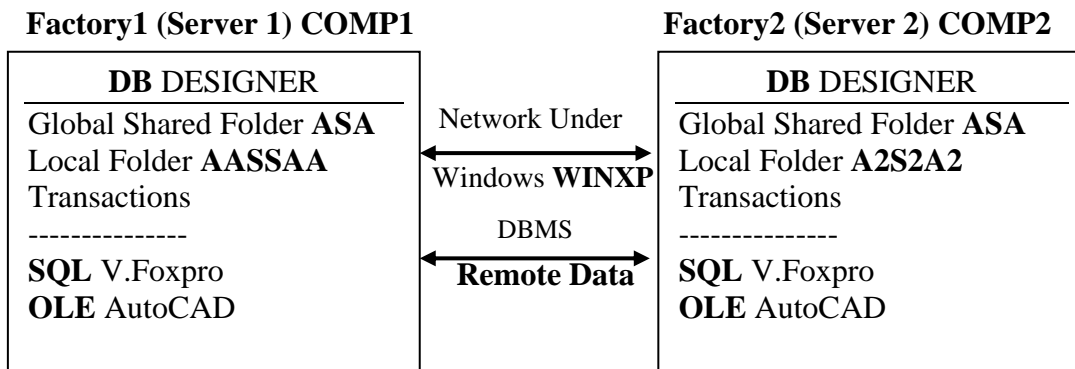 Factory1 (Server 1) COMP1
Factory2 (Server 2) COMP2
DB DESIGNER
Global Shared Folder ASA
Local Folder AASSAA
Transactions
---------------
SQL V.Foxpro
OLE AutoCAD
Network Under
Windows WINXP
DBMS
Remote Data
DB DESIGNER
Global Shared Folder ASA
Local Folder A2S2A2
Transactions
---------------
SQL V.Foxpro
OLE AutoCAD